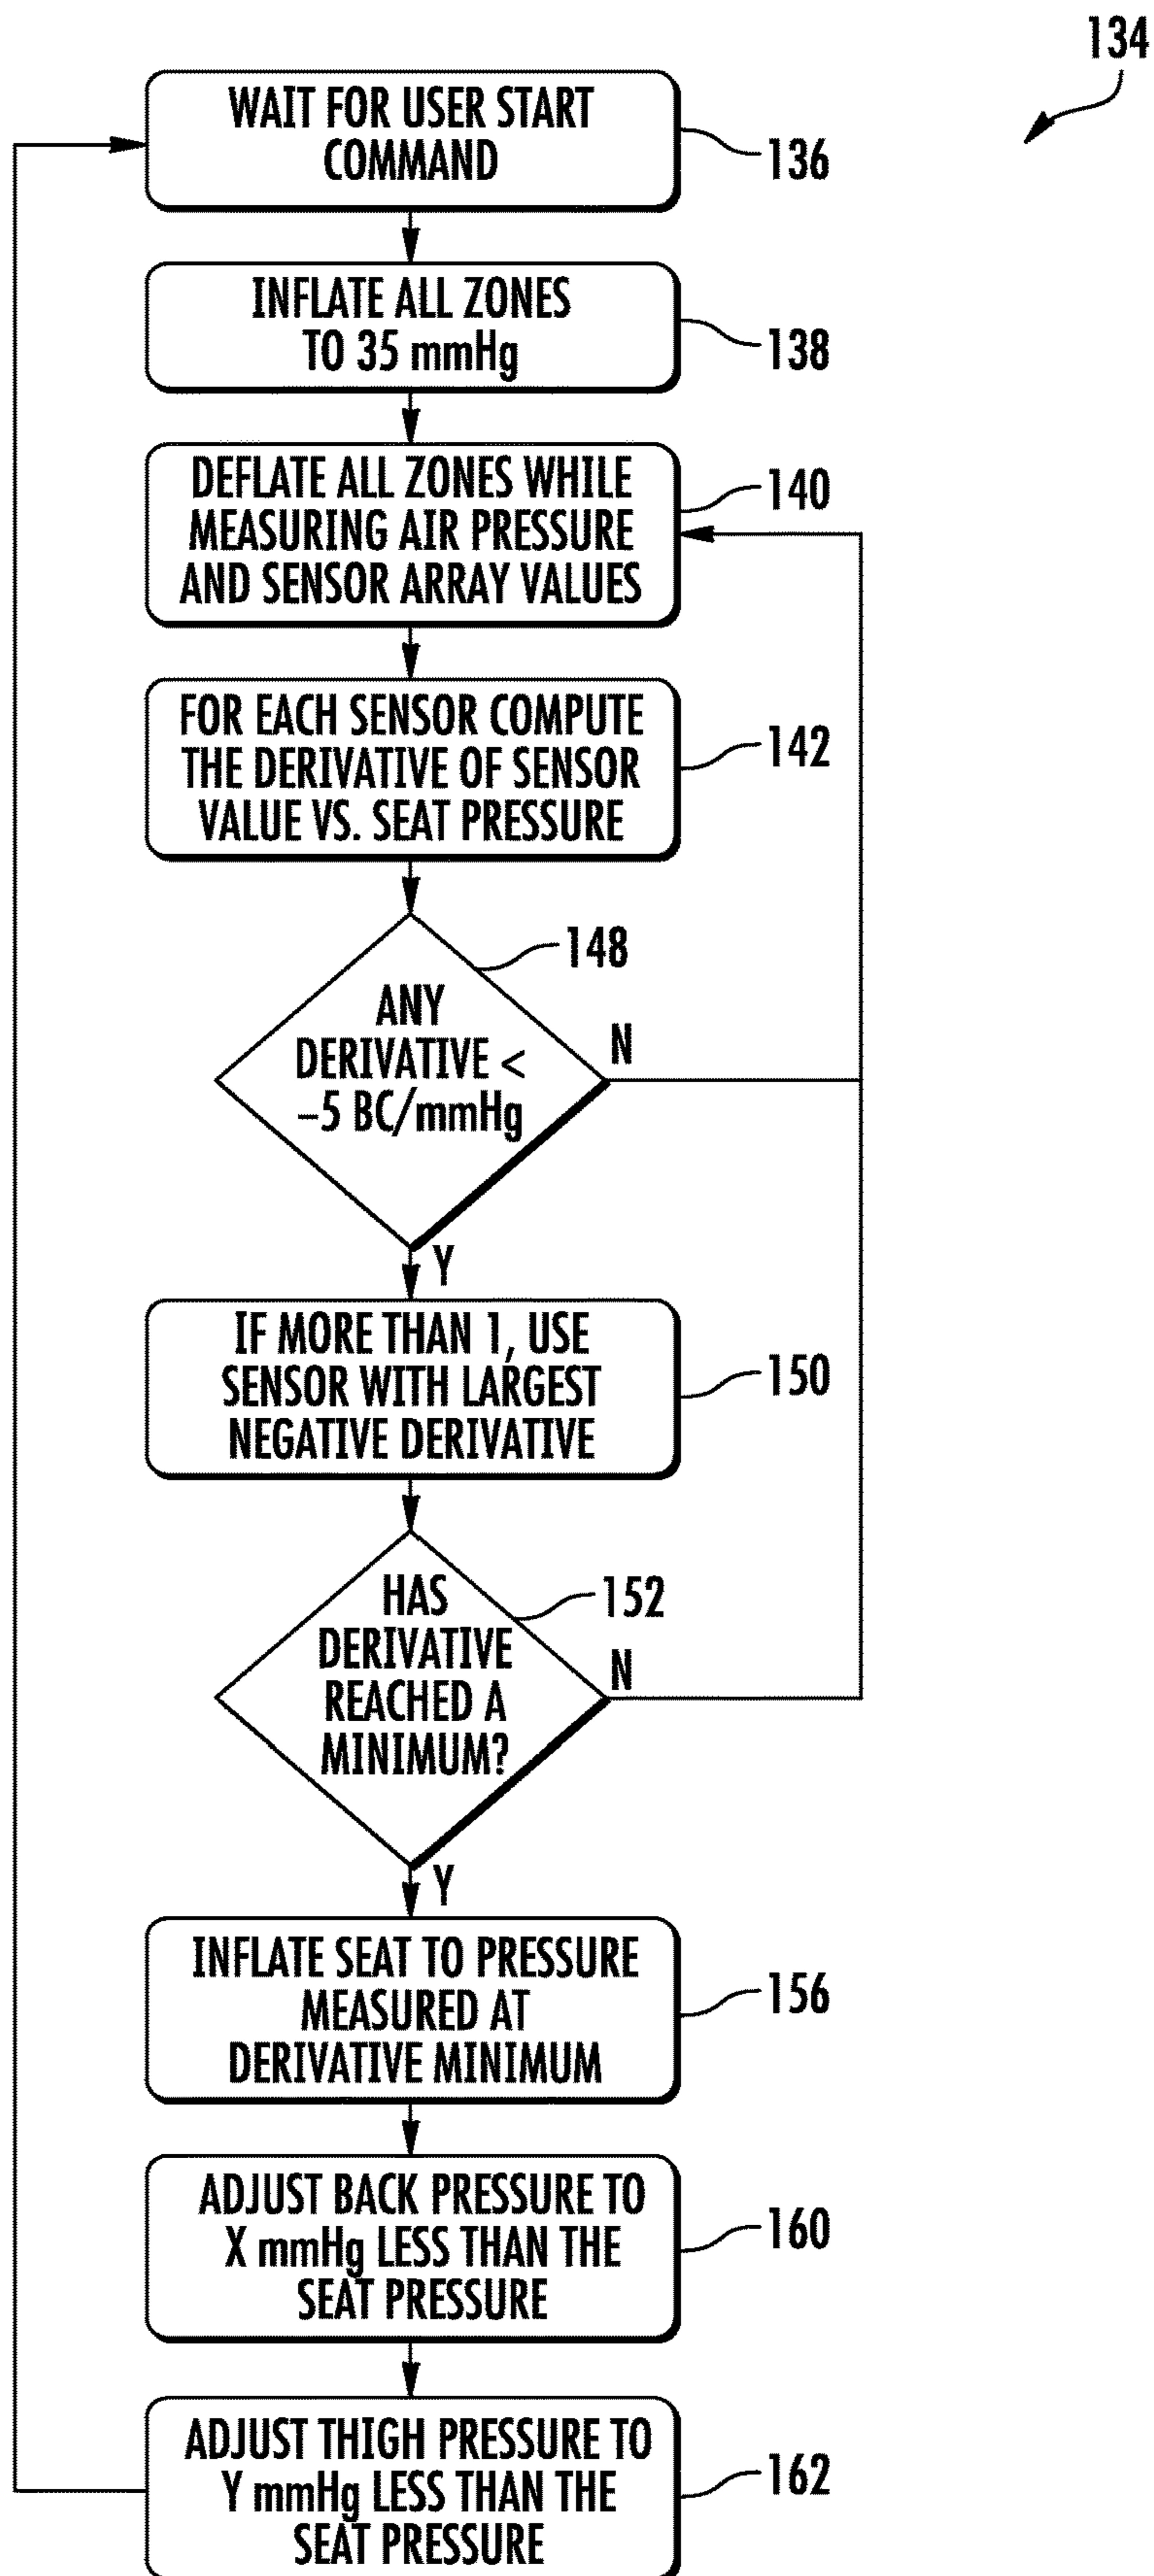 134
WAIT FOR USER START
COMMAND
136
INFLATE ALL ZONES
TO 35 mmHg
138
DEFLATE ALL ZONES WHILE
MEASURING AIR PRESSURE
AND SENSOR ARRAY VALUES
140
FOR EACH SENSOR COMPUTE
THE DERIVATIVE OF SENSOR
VALUE VS. SEAT PRESSURE
142
148
ANY
DERIVATIVE <
–5 BC/mmHg
N
Y
IF MORE THAN 1, USE
SENSOR WITH LARGEST
NEGATIVE DERIVATIVE
150
152
HAS
DERIVATIVE
REACHED A
MINIMUM?
N
Y
INFLATE SEAT TO PRESSURE
MEASURED AT
DERIVATIVE MINIMUM
156
ADJUST BACK PRESSURE TO
X mmHg LESS THAN THE
SEAT PRESSURE
160
ADJUST THIGH PRESSURE TO
Y mmHg LESS THAN THE
SEAT PRESSURE
162